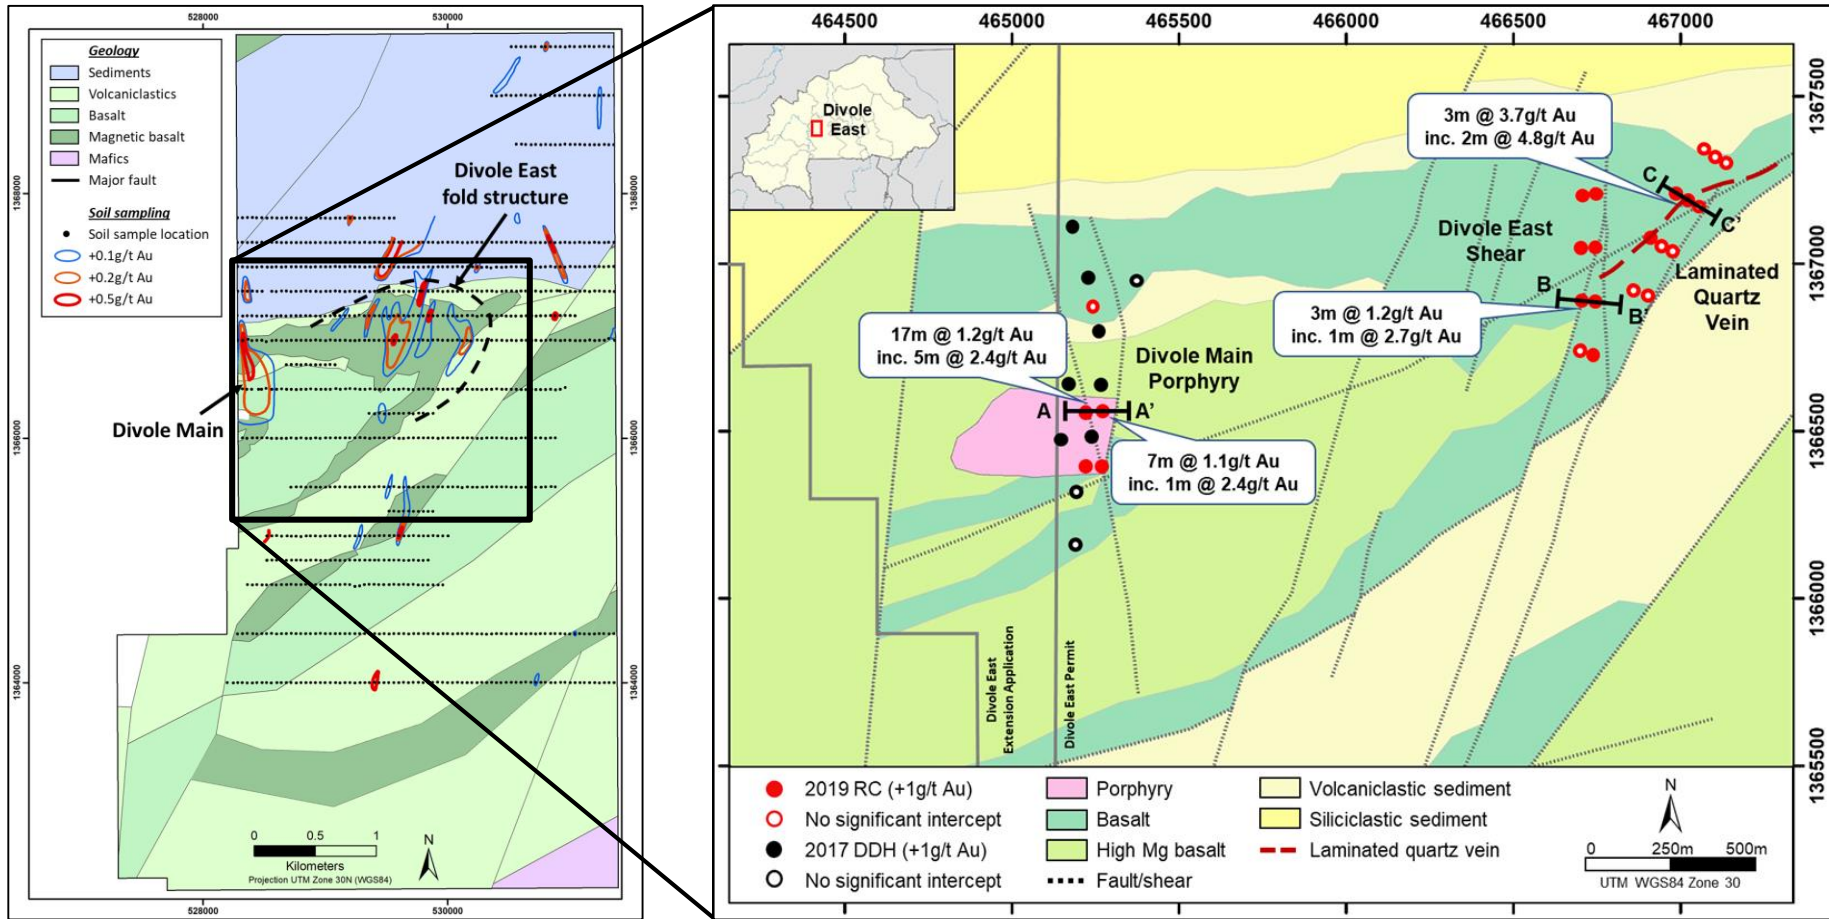 528000
530000
Geology
Sediments
Volcaniclastics
Basalt
Magnetic basalt
Mafics
Major fault
Soil sampling
Soil sample location
+0.1g/t Au
+0.2g/t Au
+0.5g/t Au
1368000
1368000
Divole East
fold structure
Divole Main
1366000
1366000
1364000
1364000
0
0.5
1
Kilometers
Projection UTM Zone 30N (WGS84)
N
528000
530000
464500
465000
465500
466000
466500
467000
1367500
1367000
1366500
1366000
1365500
Divole
East
3m @ 3.7g/t Au
inc. 2m @ 4.8g/t Au
C
C'
Divole East
Shear
Laminated
Quartz
Vein
B
B'
3m @ 1.2g/t Au
inc. 1m @ 2.7g/t Au
17m @ 1.2g/t Au
inc. 5m @ 2.4g/t Au
Divole Main
Porphyry
A
A'
7m @ 1.1g/t Au
inc. 1m @ 2.4g/t Au
Divole East
Extension Application
Divole East Permit
2019 RC (+1g/t Au)
No significant intercept
2017 DDH (+1g/t Au)
No significant intercept
Porphyry
Basalt
High Mg basalt
Fault/shear
Volcaniclastic sediment
Siliciclastic sediment
Laminated quartz vein
N
0
250m
500m
UTM WGS84 Zone 30